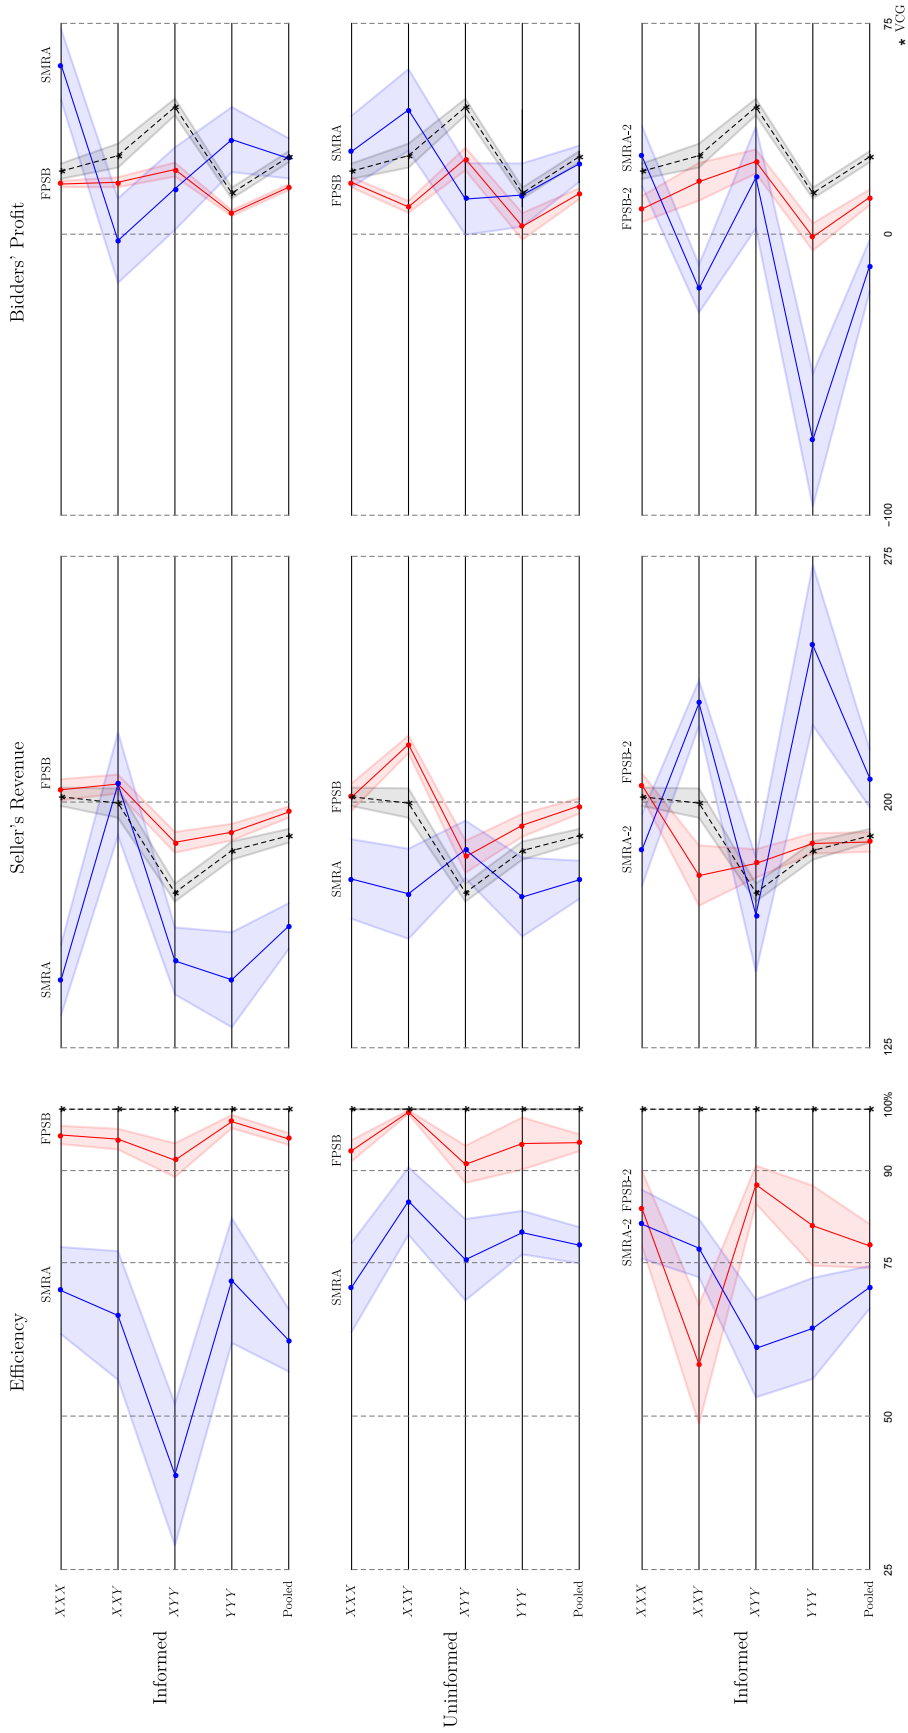 Efficiency Seller's Revenue Bidders' Profit
SMRA FPSB SMRA FPSB FPSB SMRA
XXX
XXY
Informed
XYY
YYY
Pooled
SMRA FPSB SMRA FPSB FPSB SMRA
XXX
XXY
Uninformed
XYY
YYY
Pooled
SMRA-2 FPSB-2 SMRA-2 FPSB-2 FPSB-2 SMRA-2
XXX
XXY
Informed
XYY
YYY
Pooled
25 50 75 90 100% 125 200 275 −100 0 75
* VCG